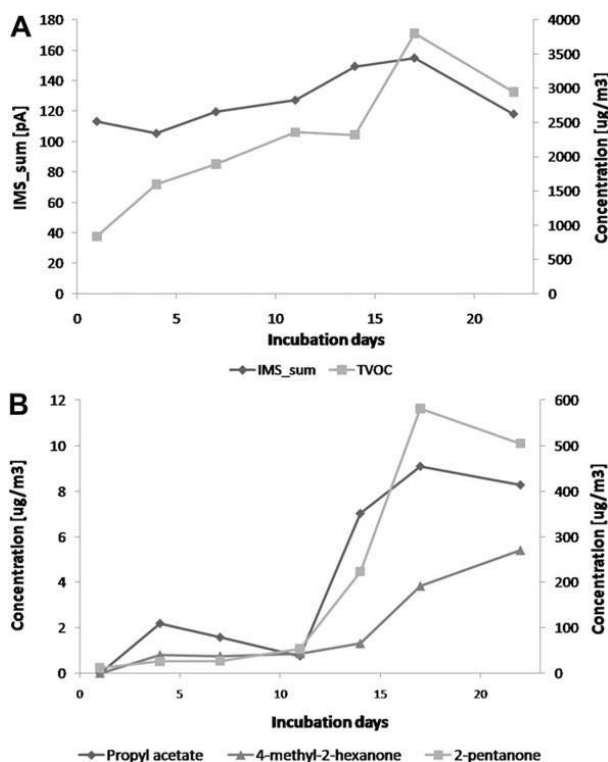 A
180
160
140
120
100
80
60
40
20
0
IMS_sum [pA]
4000
3500
3000
2500
2000
1500
1000
500
0
Concentration [ug/m3]
0 5 10 15 20
Incubation days
IMS_sum TVOC
B
12
10
8
6
4
2
0
Concentration [ug/m3]
600
500
400
300
200
100
0
Concentration [ug/m3]
0 5 10 15 20
Incubation days
Propyl acetate 4-methyl-2-hexanone 2-pentanone